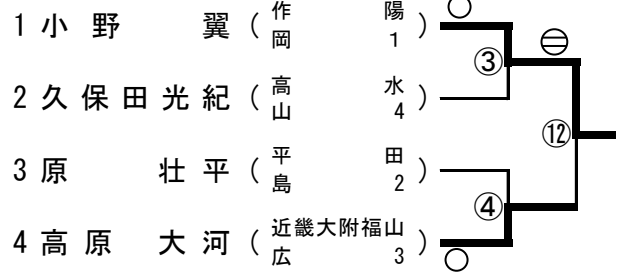 1 小野 翼 (作陽 岡1)
2 久保田光紀 (高水 山4)
3 原 壮平 (平田 島2)
4 高原 大河 (近畿大附福山 広3)
③
④
⑫